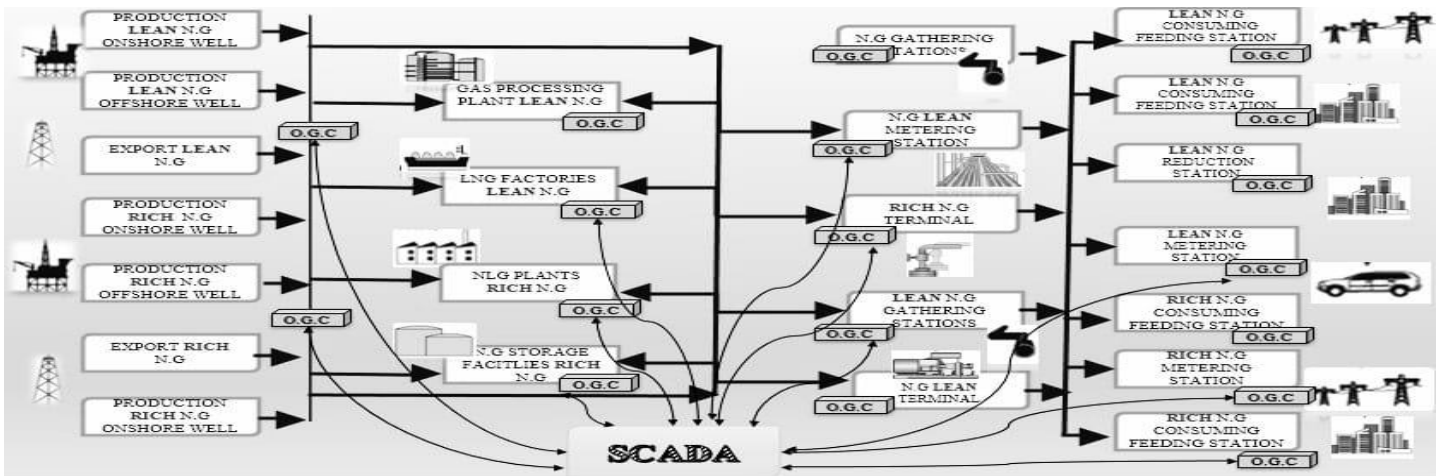 PRODUCTION
LEAN N.G
ONSHORE WELL
PRODUCTION
LEAN N.G
OFFSHORE WELL
O.G.C
EXPORT LEAN
N.G
PRODUCTION
RICH N.G
ONSHORE WELL
PRODUCTION
RICH N.G
OFFSHORE WELL
O.G.C
EXPORT RICH
N.G
PRODUCTION
RICH N.G
ONSHORE WELL
GAS PROCESSING
PLANT LEAN N.G
O.G.C
LNG FACTORIES
LEAN N.G
O.G.C
NLG PLANTS
RICH N.G
O.G.C
N.G STORAGE
FACITLIES RICH
N.G
O.G.C
SCADA
N.G GATHERING
O.G.C
N.G LEAN
METERING
STATION
O.G.C
RICH N.G
TERMINAL
O.G.C
LEAN N.G
GATHERING
STATIONS
O.G.C
N.G LEAN
TERMINAL
O.G.C
LEAN N.G
CONSUMING
FEEDING STATION
O.G.C
LEAN N.G
CONSUMING
FEEDING STATION
O.G.C
LEAN N.G
REDUCTION
STATION
O.G.C
LEAN N.G
METERING
STATION
O.G.C
RICH N.G
CONSUMING
FEEDING STATION
O.G.C
RICH N.G
METERING
STATION
O.G.C
RICH N.G
CONSUMING
FEEDING STATION
O.G.C